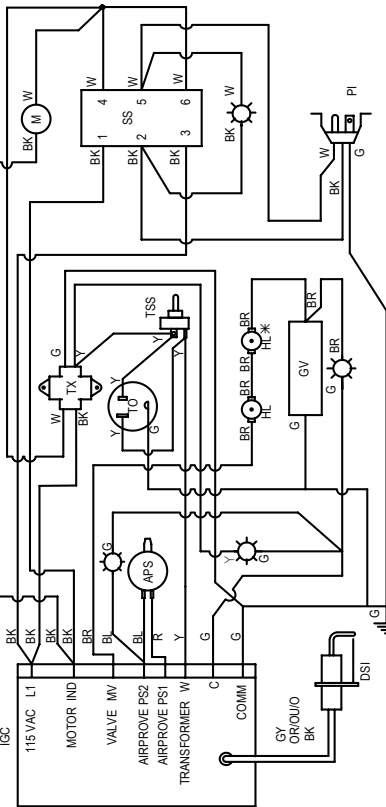 IGC
115 VAC L1
MOTOR IND
VALVE MV
AIRPROVE PS2
AIRPROVE PS1
TRANSFORMER W
C
COMM
BK
BK
BK
BK
BR
BL
BL
R
Y
G
G
GY
OR/OU/O
BK
DSI
G
G
APS
Y
G
W
BK
TX
G
Y
Y
TO
Y
G
Y
Y
TSS
BR
HL
BR
BR
HL
*
BR
G
GV
BR
G
BR
BK
M
W
BK
1
4
W
SS
BK
2
5
W
BK
3
6
W
BK
W
W
BK
G
PI